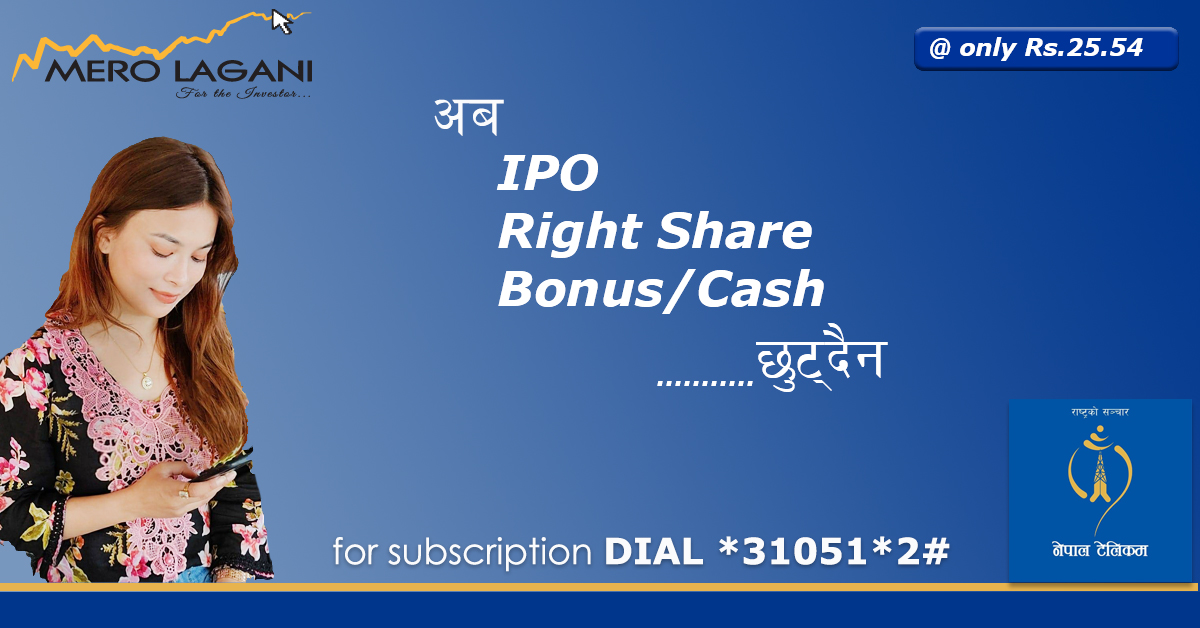 MERO LAGANI
For the Investor...
@ only Rs.25.54
अब
IPO
Right Share
Bonus/Cash
...........छुट्दैन
राष्ट्रको सञ्चार
नेपाल टेलिकम
for subscription DIAL *31051*2#